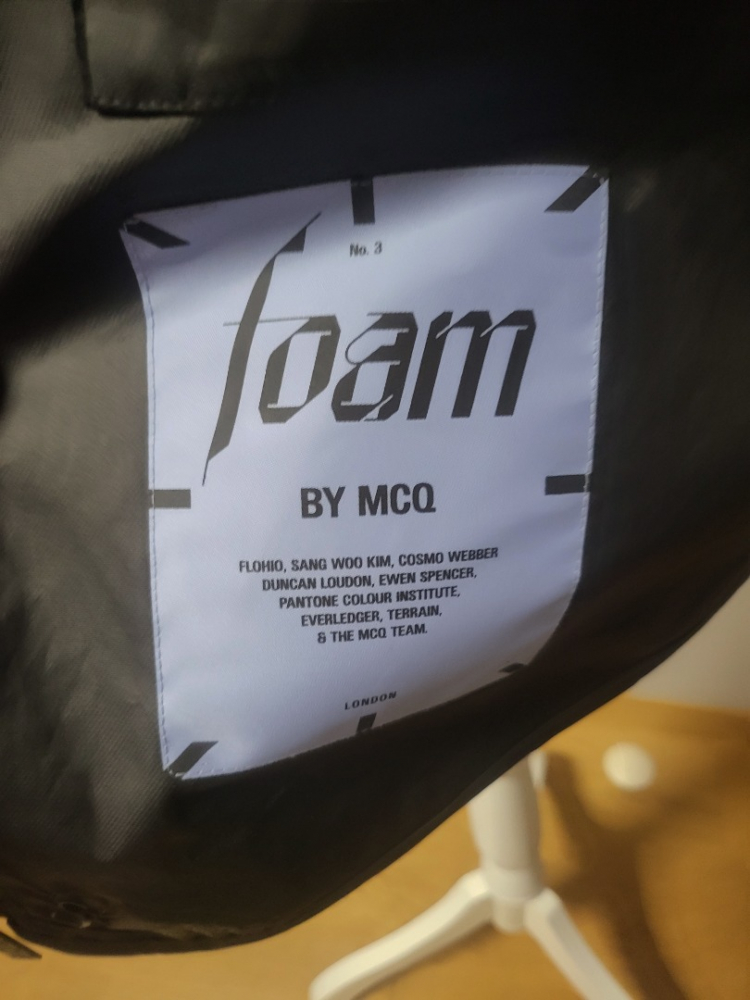 No. 3
foam
BY MCQ
FLOHIO, SANG WOO KIM, COSMO WEBBER
DUNCAN LOUDON, EWEN SPENCER,
PANTONE COLOUR INSTITUTE,
EVERLEDGER, TERRAIN,
& THE MCQ TEAM.
LONDON